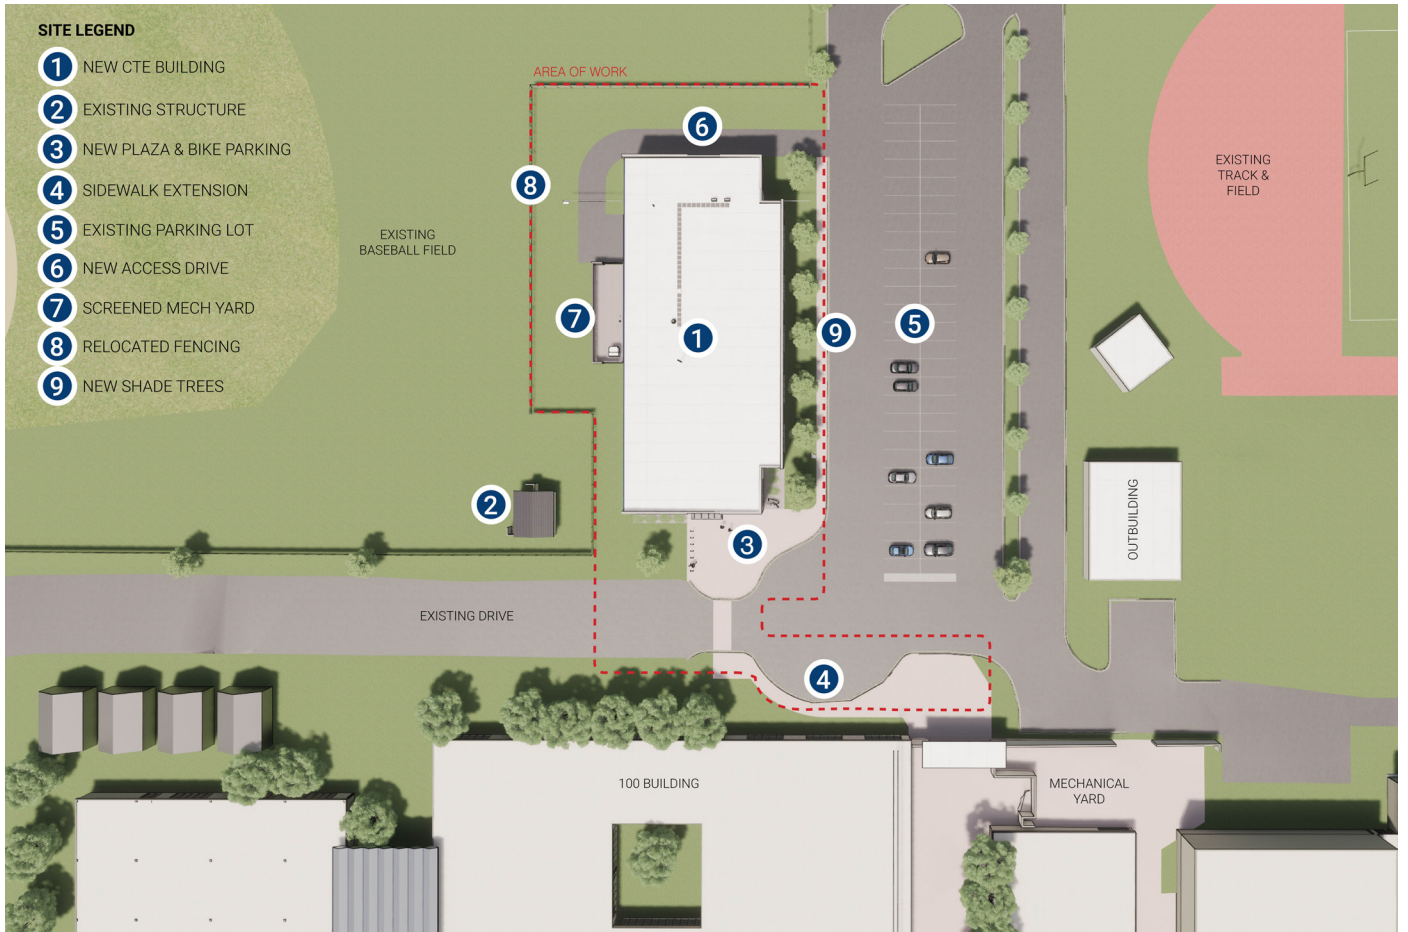 SITE LEGEND
1 NEW CTE BUILDING
2 EXISTING STRUCTURE
3 NEW PLAZA & BIKE PARKING
4 SIDEWALK EXTENSION
5 EXISTING PARKING LOT
6 NEW ACCESS DRIVE
7 SCREENED MECH YARD
8 RELOCATED FENCING
9 NEW SHADE TREES
AREA OF WORK
6
8
EXISTING
TRACK &
FIELD
EXISTING
BASEBALL FIELD
7
1
9
5
2
3
OUTBUILDING
EXISTING DRIVE
4
100 BUILDING
MECHANICAL
YARD